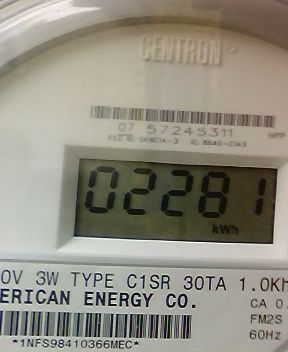 CENTRON®
07 57245311
02281
kWh
0V 3W TYPE C1SR 30TA 1.0Kh
ERICAN ENERGY CO.
CA 0.
FM2S
60Hz
*1NFS98410366MEC*